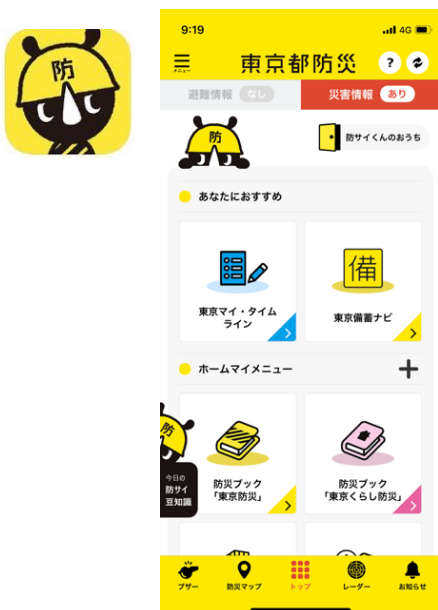 防
9:19
4G
メニュー
東京都防災
?
避難情報 なし
災害情報 あり
防
防サイくんのおうち
あなたにおすすめ
備
東京マイ・タイム
ライン
東京備蓄ナビ
ホームマイメニュー
防
今日の
防サイ
豆知識
防災ブック
「東京防災」
防災ブック
「東京くらし防災」
ブザー
防災マップ
トップ
レーダー
お知らせ